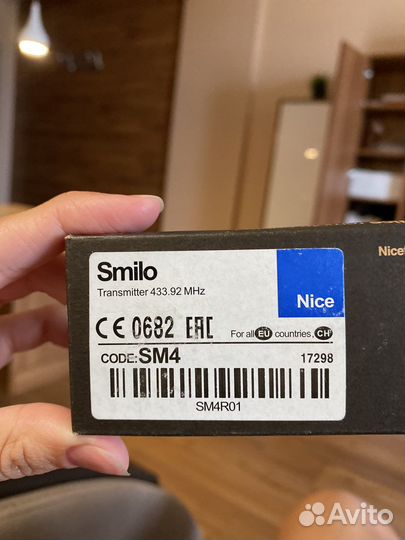 Smilo
Transmitter 433.92 MHz
Nice
CE 0682 EAC
For all EU countries, CH
CODE: SM4
17298
SM4R01
Nice
Avito